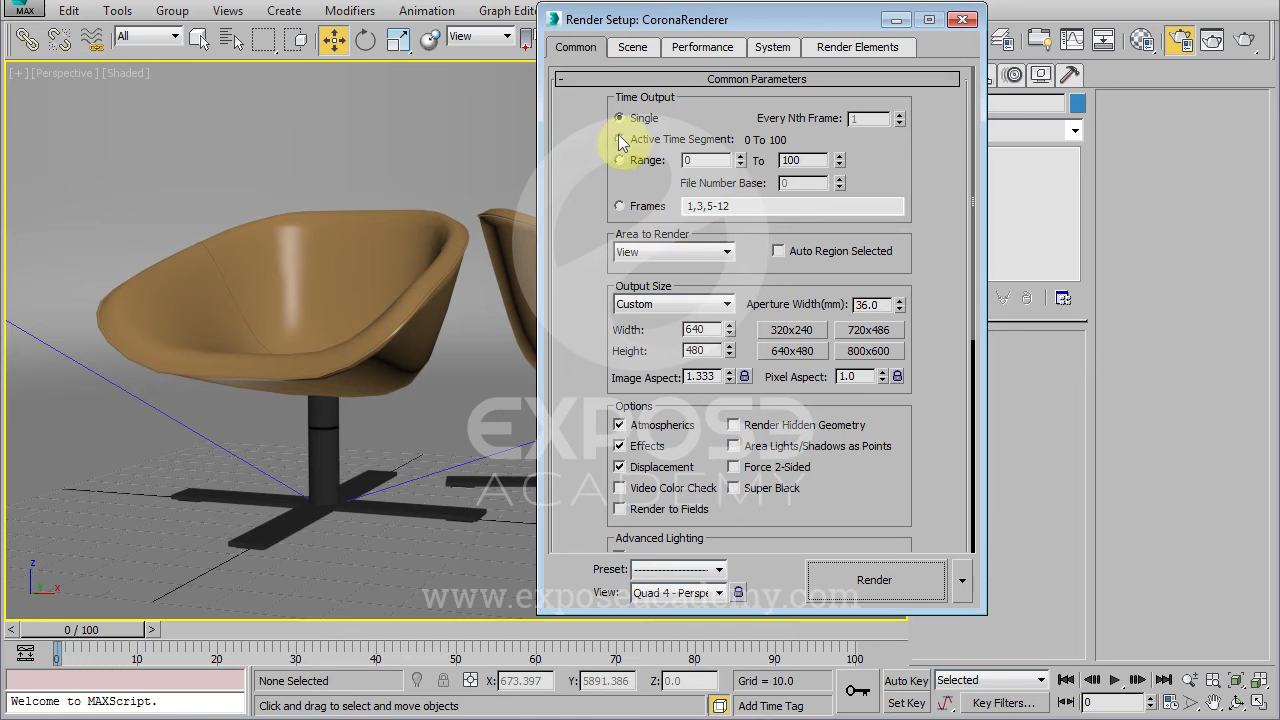 MAX
Edit Tools Group Views Create Modifiers Animation Graph Edi
All
View
[+][Perspective][Shaded]
Render Setup: CoronaRenderer
Common Scene Performance System Render Elements
- Common Parameters
Time Output
Single Every Nth Frame: 1
Active Time Segment: 0 To 100
Range: 0 To 100
File Number Base: 0
Frames 1,3,5-12
Area to Render
View Auto Region Selected
Output Size
Custom Aperture Width(mm): 36.0
Width: 640 320x240 720x486
Height: 480 640x480 800x600
Image Aspect: 1.333 Pixel Aspect: 1.0
Options
Atmospherics Render Hidden Geometry
Effects Area Lights/Shadows as Points
Displacement Force 2-Sided
Video Color Check Super Black
Render to Fields
Advanced Lighting
EXPOSD
ACADEMY
Preset: -------------------
Render
View: Quad 4 - Perspe
www.exposedacademy.com
z
x
< 0 / 100 >
0 10 20 30 40 50 60 70 80 90 100
None Selected X: 673.397 Y: 5891.386 Z: 0.0 Grid = 10.0 Auto Key Selected
Welcome to MAXScript. Click and drag to select and move objects Add Time Tag Set Key Key Filters... 0